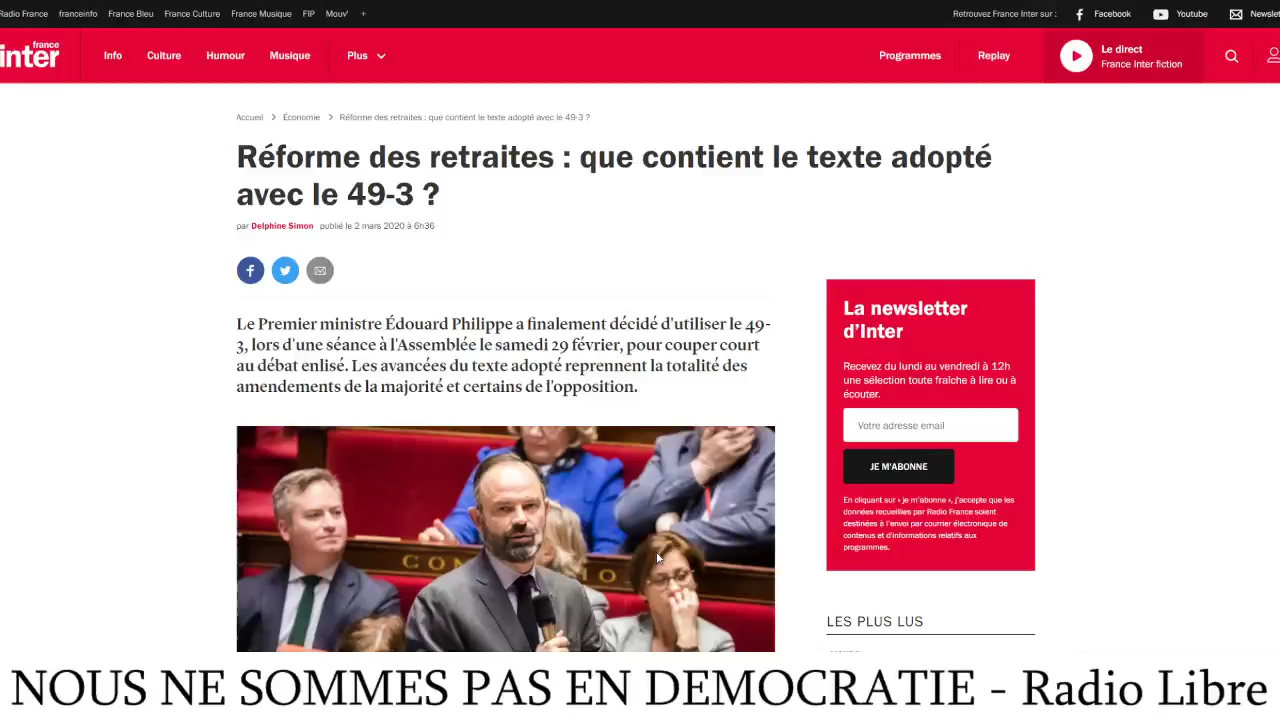 Radio France franceinfo France Bleu France Culture France Musique FIP Mouv' + Retrouvez France Inter sur : Facebook Youtube
france
inter
Info Culture Humour Musique Plus Programmes Replay
Le direct
France Inter fiction
Accueil > Économie > Réforme des retraites : que contient le texte adopté avec le 49-3 ?
Réforme des retraites : que contient le texte adopté
avec le 49-3 ?
par Delphine Simon publié le 2 mars 2020 à 6h36
Le Premier ministre Édouard Philippe a finalement décidé d'utiliser le 49-
3, lors d'une séance à l'Assemblée le samedi 29 février, pour couper court
au débat enlisé. Les avancées du texte adopté reprennent la totalité des
amendements de la majorité et certains de l'opposition.
La newsletter
d'Inter
Recevez du lundi au vendredi à 12h
une sélection toute fraîche à lire ou à
écouter.
Votre adresse email
JE M'ABONNE
En cliquant sur « je m'abonne », j'accepte que les
données recueillies par Radio France soient
destinées à l'envoi par courrier électronique de
contenus et d'informations relatifs aux
programmes.
LES PLUS LUS
NOUS NE SOMMES PAS EN DEMOCRATIE - Radio Libre